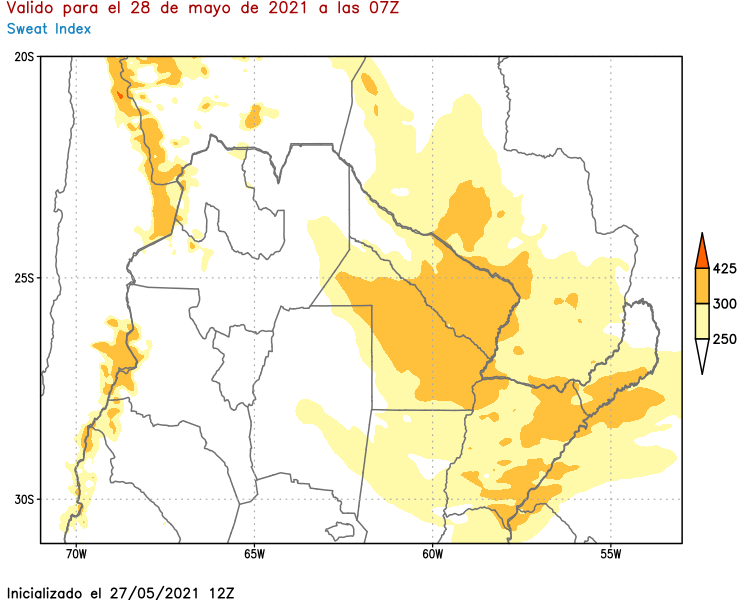 Valido para el 28 de mayo de 2021 a las 07Z
Sweat Index
20S
25S
30S
70W
65W
60W
55W
425
300
250
Inicializado el 27/05/2021 12Z